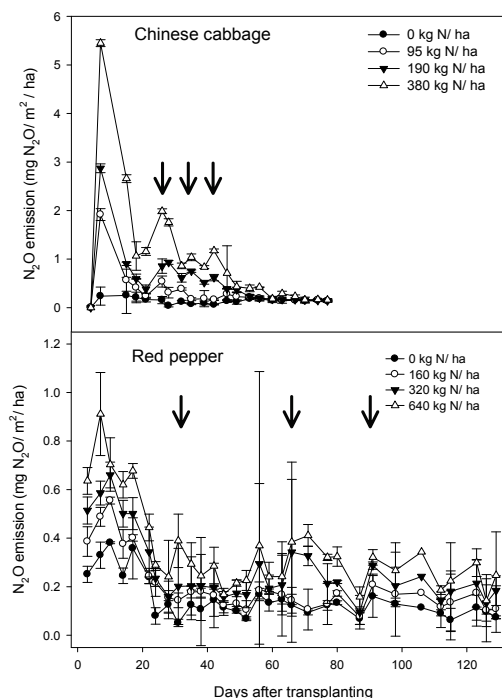 Chinese cabbage
0 kg N/ ha
95 kg N/ ha
190 kg N/ ha
380 kg N/ ha
N₂O emission (mg N₂O/ m² / ha)
6
5
4
3
2
1
0
Red pepper
0 kg N/ ha
160 kg N/ ha
320 kg N/ ha
640 kg N/ ha
N₂O emission (mg N₂O/ m² / ha)
1.2
1.0
0.8
0.6
0.4
0.2
0.0
0 20 40 60 80 100 120
Days after transplanting